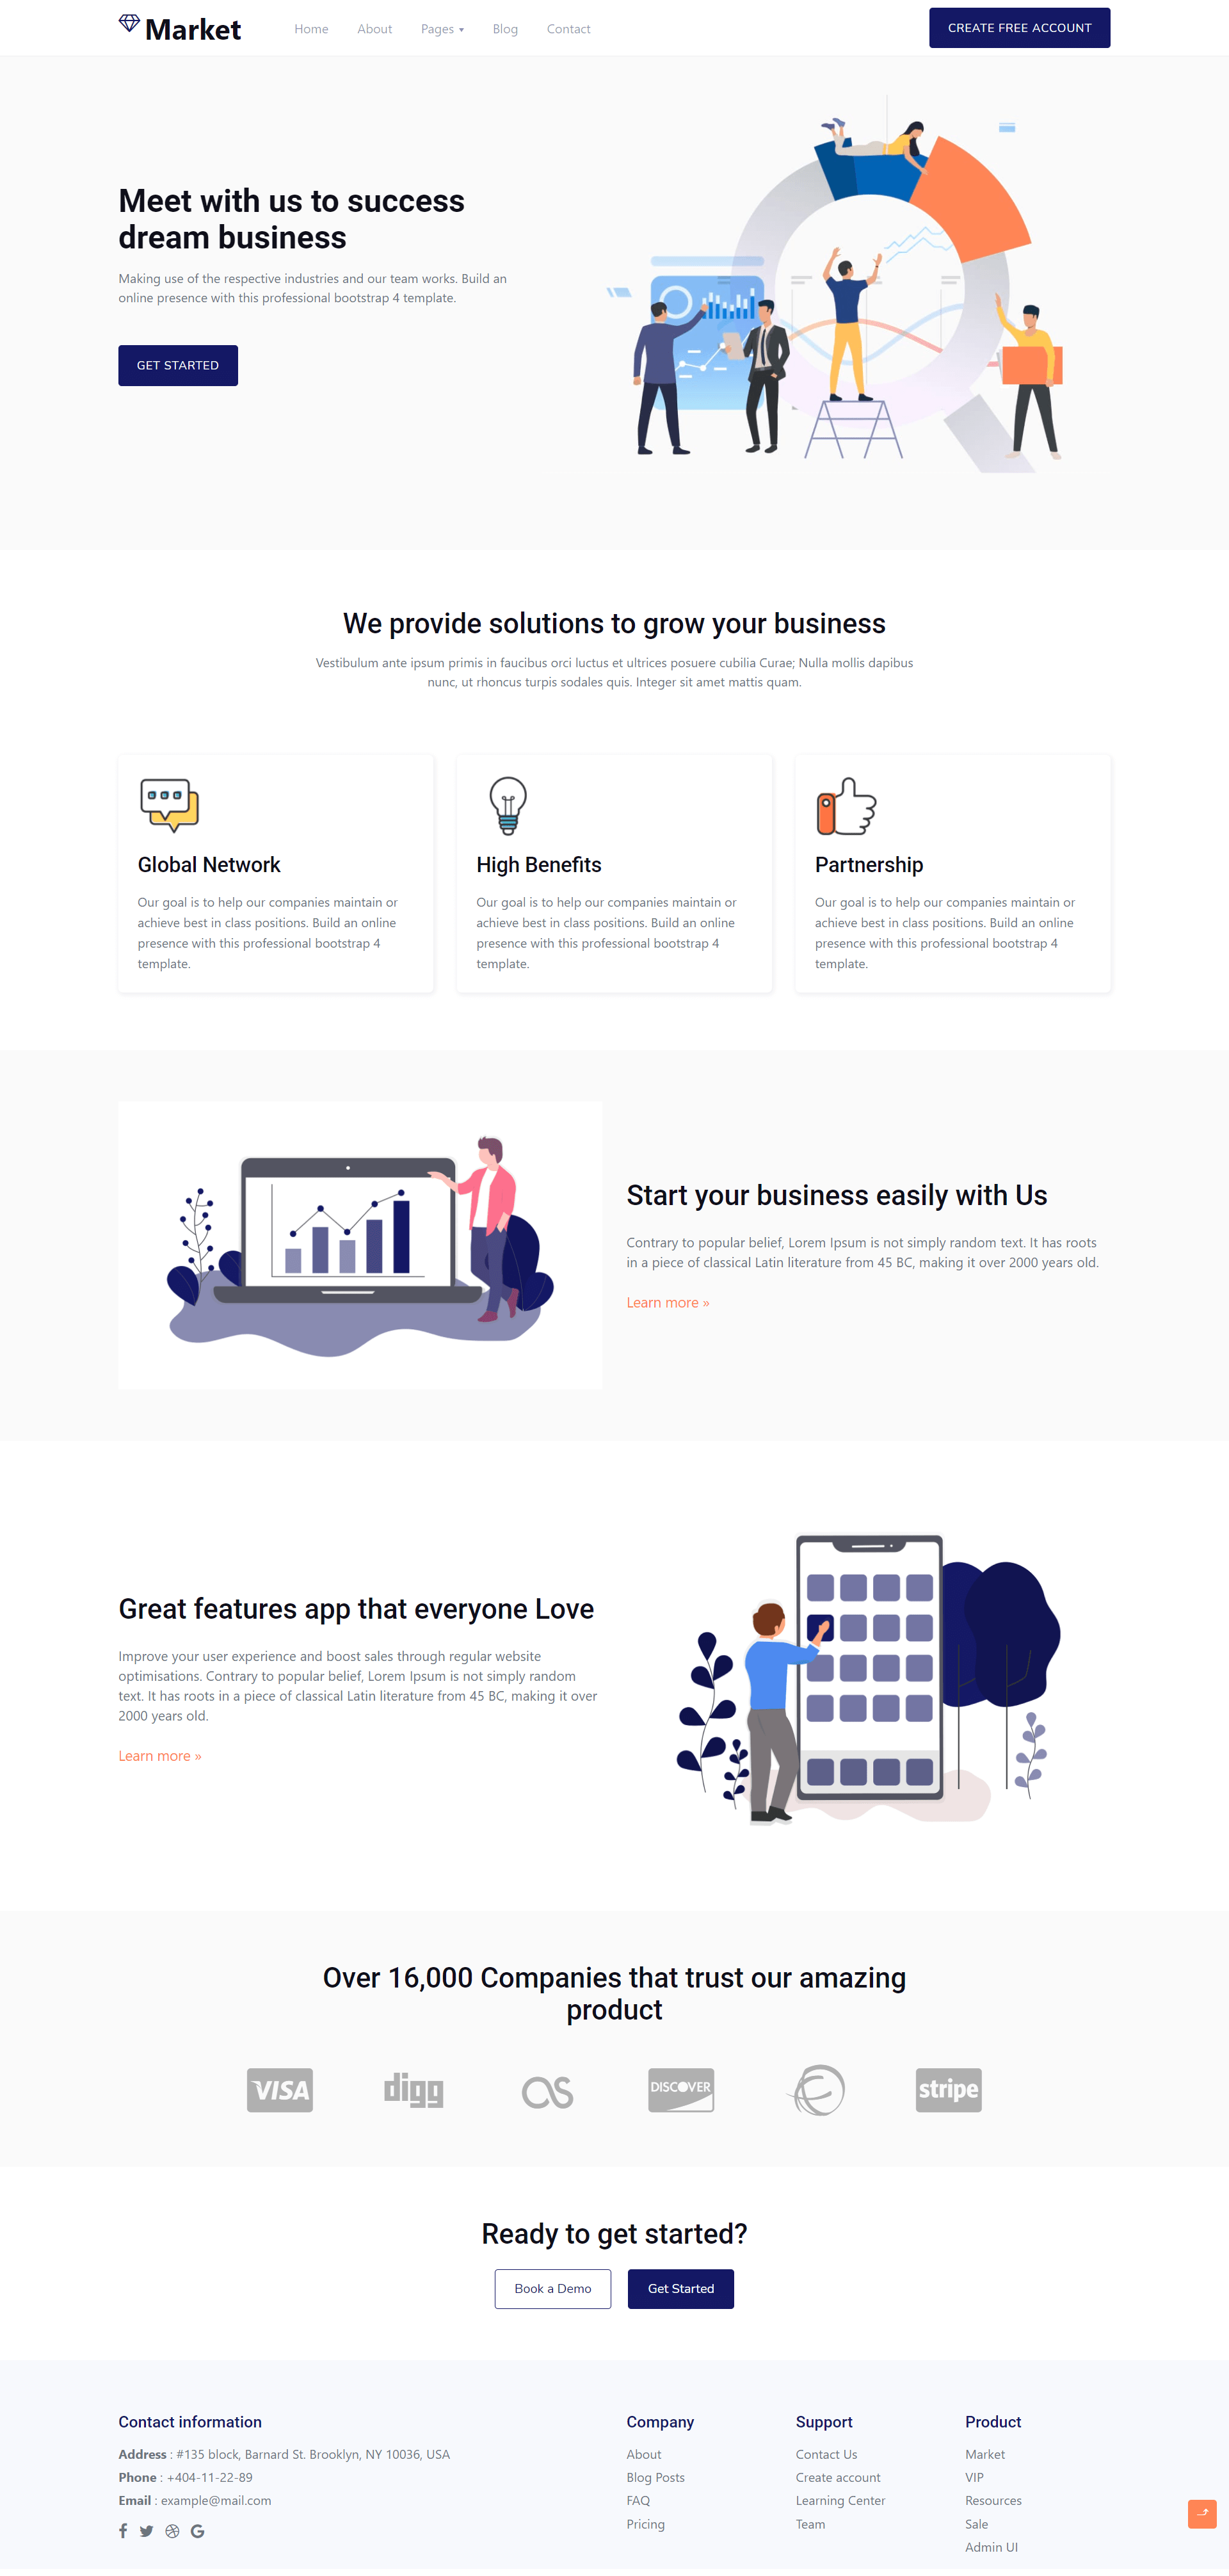 Market
Home
About
Pages
Blog
Contact
CREATE FREE ACCOUNT
Meet with us to success
dream business
Making use of the respective industries and our team works. Build an
online presence with this professional bootstrap 4 template.
GET STARTED
We provide solutions to grow your business
Vestibulum ante ipsum primis in faucibus orci luctus et ultrices posuere cubilia Curae; Nulla mollis dapibus
nunc, ut rhoncus turpis sodales quis. Integer sit amet mattis quam.
Global Network
Our goal is to help our companies maintain or
achieve best in class positions. Build an online
presence with this professional bootstrap 4
template.
High Benefits
Our goal is to help our companies maintain or
achieve best in class positions. Build an online
presence with this professional bootstrap 4
template.
Partnership
Our goal is to help our companies maintain or
achieve best in class positions. Build an online
presence with this professional bootstrap 4
template.
Start your business easily with Us
Contrary to popular belief, Lorem Ipsum is not simply random text. It has roots
in a piece of classical Latin literature from 45 BC, making it over 2000 years old.
Learn more »
Great features app that everyone Love
Improve your user experience and boost sales through regular website
optimisations. Contrary to popular belief, Lorem Ipsum is not simply random
text. It has roots in a piece of classical Latin literature from 45 BC, making it over
2000 years old.
Learn more »
Over 16,000 Companies that trust our amazing
product
VISA
digg
DISCOVER
stripe
Ready to get started?
Book a Demo
Get Started
Contact information
Address : #135 block, Barnard St. Brooklyn, NY 10036, USA
Phone : +404-11-22-89
Email : example@mail.com
Company
About
Blog Posts
FAQ
Pricing
Support
Contact Us
Create account
Learning Center
Team
Product
Market
VIP
Resources
Sale
Admin UI